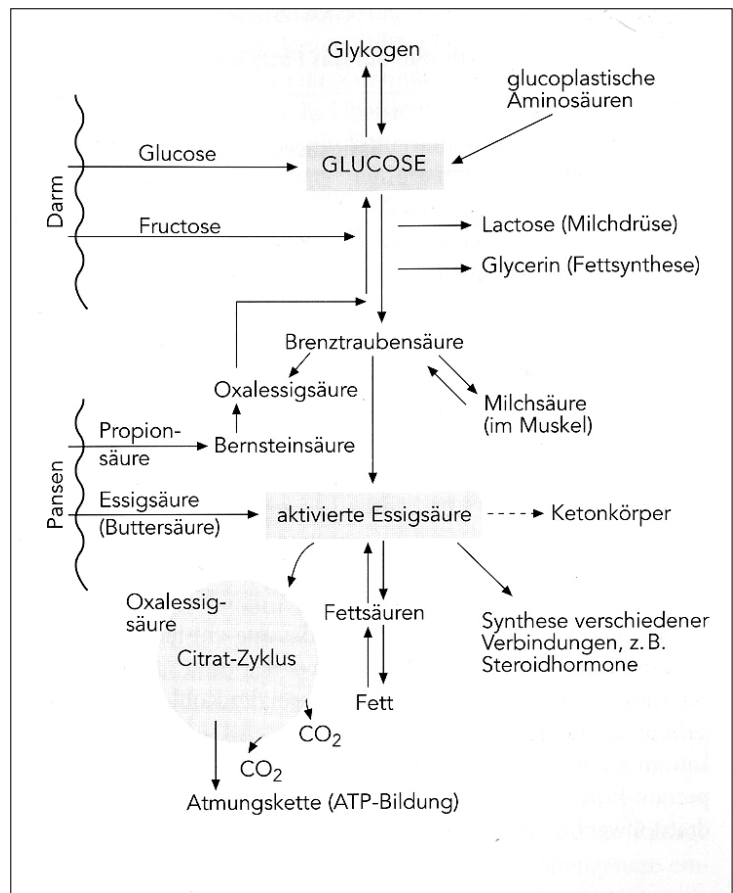 Glykogen
glucoplastische
Aminosäuren
Glucose
GLUCOSE
Darm
Fructose
Lactose (Milchdrüse)
Glycerin (Fettsynthese)
Brenztraubensäure
Oxalessigsäure
Milchsäure
(im Muskel)
Propion-
säure
Bernsteinsäure
Pansen
Essigsäure
(Buttersäure)
aktivierte Essigsäure
Ketonkörper
Oxalessig-
säure
Fettsäuren
Synthese verschiedener
Verbindungen, z. B.
Steroidhormone
Citrat-Zyklus
Fett
CO2
CO2
Atmungskette (ATP-Bildung)